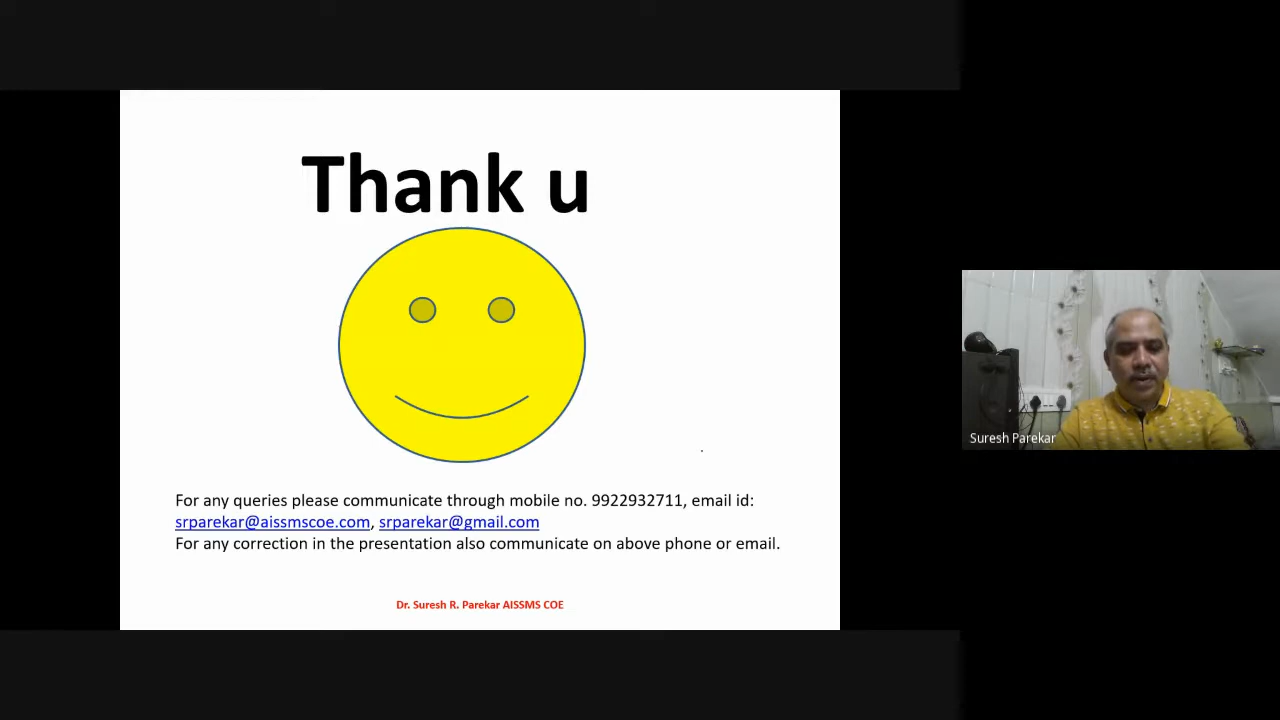 Thank u
For any queries please communicate through mobile no. 9922932711, email id:
srparekar@aissmscoe.com, srparekar@gmail.com
For any correction in the presentation also communicate on above phone or email.
Dr. Suresh R. Parekar AISSMS COE
Suresh Parekar